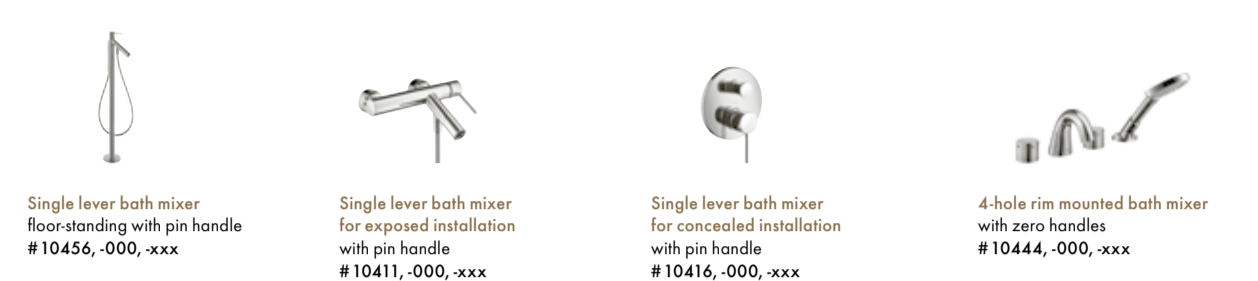 Single lever bath mixer
floor-standing with pin handle
# 10456, -000, -xxx
Single lever bath mixer
for exposed installation
with pin handle
# 10411, -000, -xxx
Single lever bath mixer
for concealed installation
with pin handle
# 10416, -000, -xxx
4-hole rim mounted bath mixer
with zero handles
# 10444, -000, -xxx